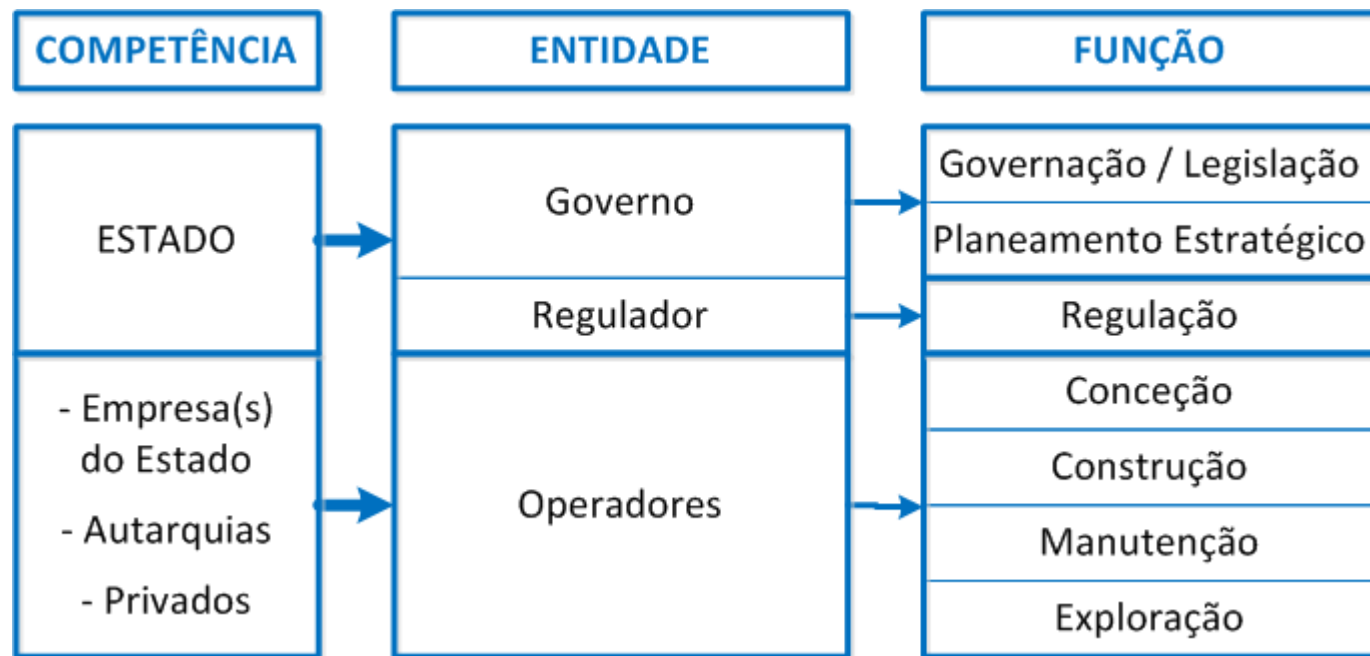 COMPETÊNCIA
ENTIDADE
FUNÇÃO
ESTADO
Governo
Governação / Legislação
Planeamento Estratégico
Regulador
Regulação
- Empresa(s)
do Estado
- Autarquias
- Privados
Operadores
Conceção
Construção
Manutenção
Exploração